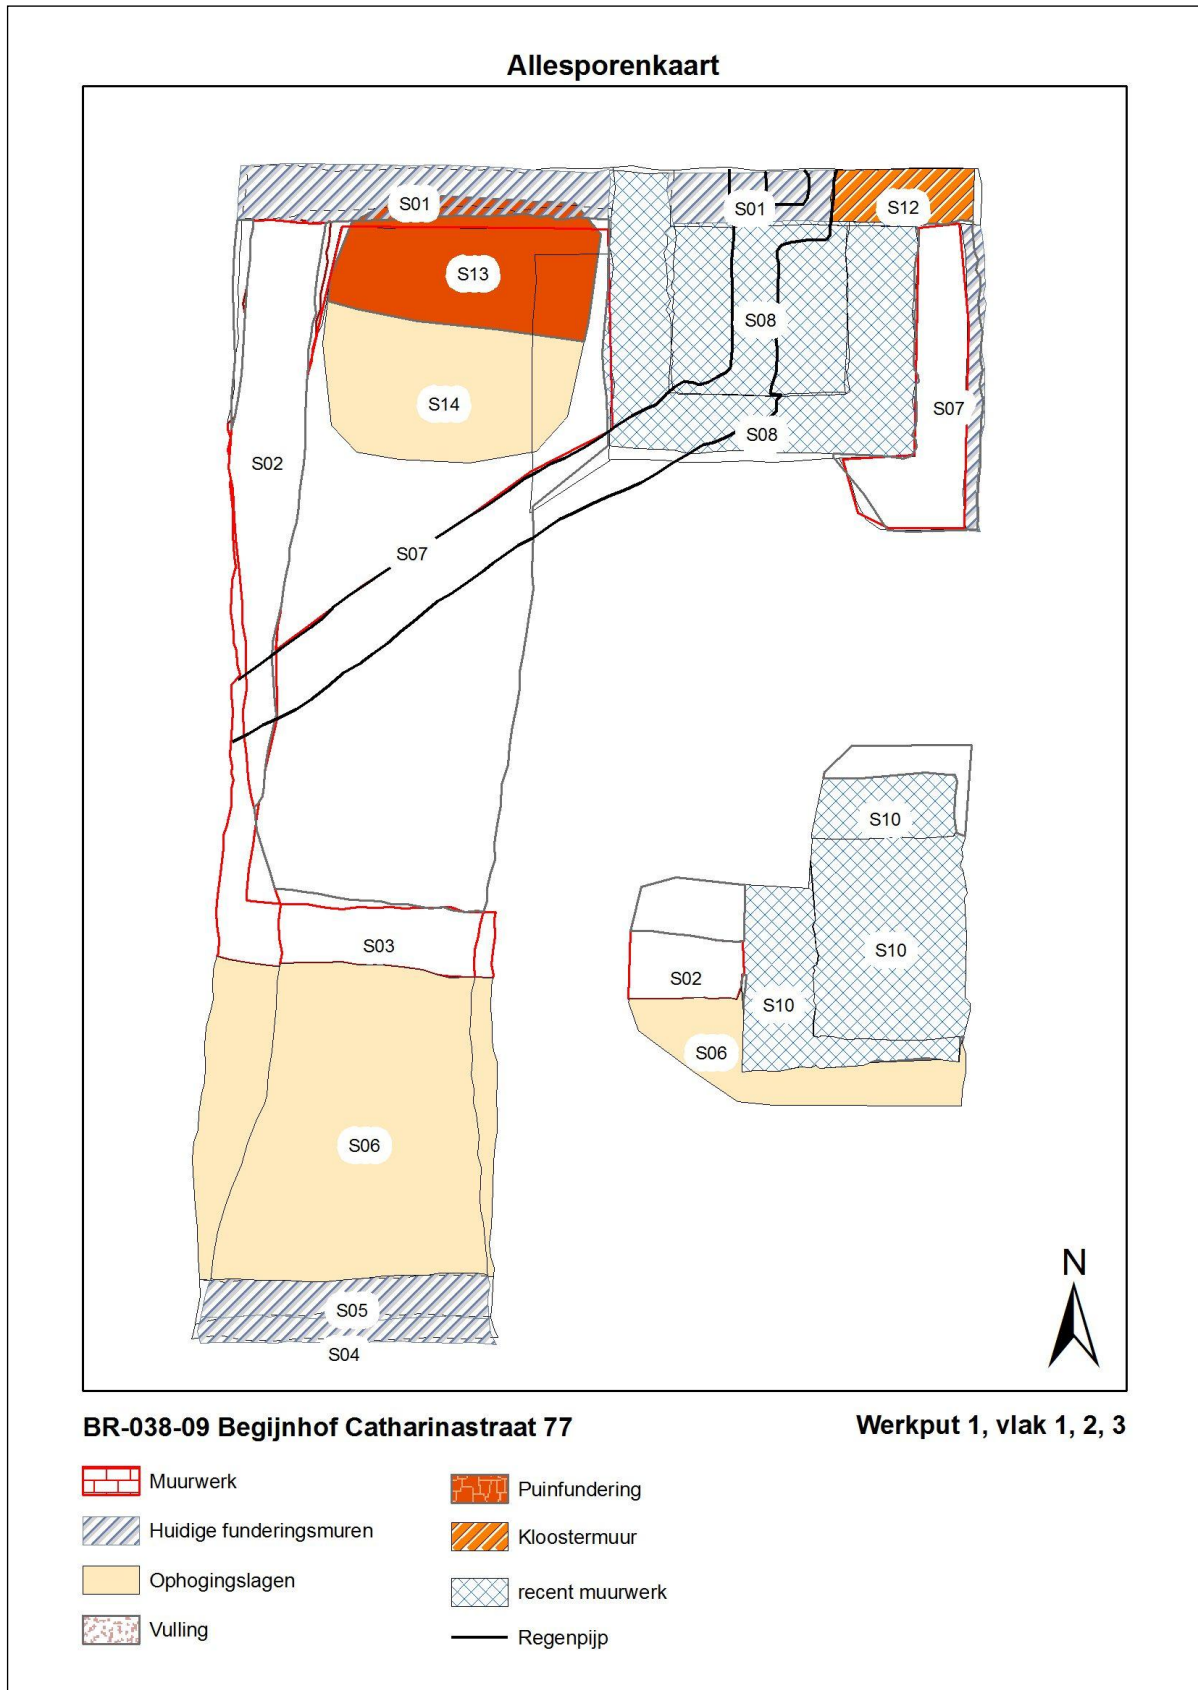 Allesporenkaart
S01
S01
S12
S13
S08
S14
S07
S08
S02
S07
S10
S03
S10
S02
S10
S06
S06
S05
S04
N
BR-038-09 Begijnhof Catharinastraat 77
Werkput 1, vlak 1, 2, 3
Muurwerk
Puinfundering
Huidige funderingsmuren
Kloostermuur
Ophogingslagen
recent muurwerk
Vulling
Regenpijp